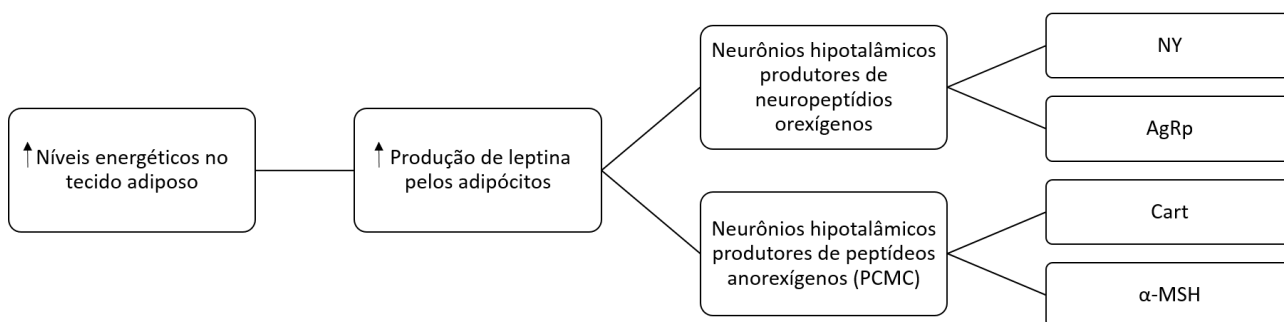 ↑ Níveis energéticos no
tecido adiposo
↑ Produção de leptina
pelos adipócitos
Neurônios hipotalâmicos
produtores de
neuropeptídios
orexígenos
NY
AgRp
Neurônios hipotalâmicos
produtores de peptídeos
anorexígenos (PCMC)
Cart
α-MSH